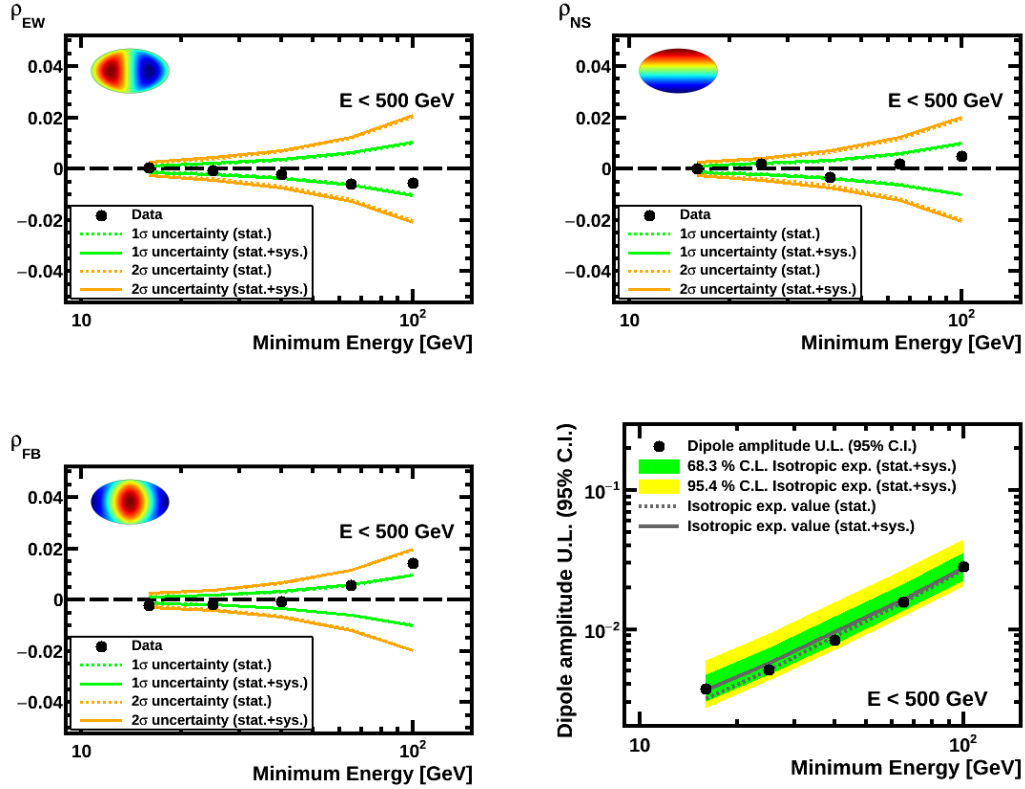 ρEW
0.04
0.02
0
−0.02
−0.04
E < 500 GeV
Data
1σ uncertainty (stat.)
1σ uncertainty (stat.+sys.)
2σ uncertainty (stat.)
2σ uncertainty (stat.+sys.)
10
10²
Minimum Energy [GeV]
ρNS
0.04
0.02
0
−0.02
−0.04
E < 500 GeV
Data
1σ uncertainty (stat.)
1σ uncertainty (stat.+sys.)
2σ uncertainty (stat.)
2σ uncertainty (stat.+sys.)
10
10²
Minimum Energy [GeV]
ρFB
0.04
0.02
0
−0.02
−0.04
E < 500 GeV
Data
1σ uncertainty (stat.)
1σ uncertainty (stat.+sys.)
2σ uncertainty (stat.)
2σ uncertainty (stat.+sys.)
10
10²
Minimum Energy [GeV]
Dipole amplitude U.L. (95% C.I.)
10⁻¹
10⁻²
Dipole amplitude U.L. (95% C.I.)
68.3 % C.L. Isotropic exp. (stat.+sys.)
95.4 % C.L. Isotropic exp. (stat.+sys.)
Isotropic exp. value (stat.)
Isotropic exp. value (stat.+sys.)
E < 500 GeV
10
10²
Minimum Energy [GeV]